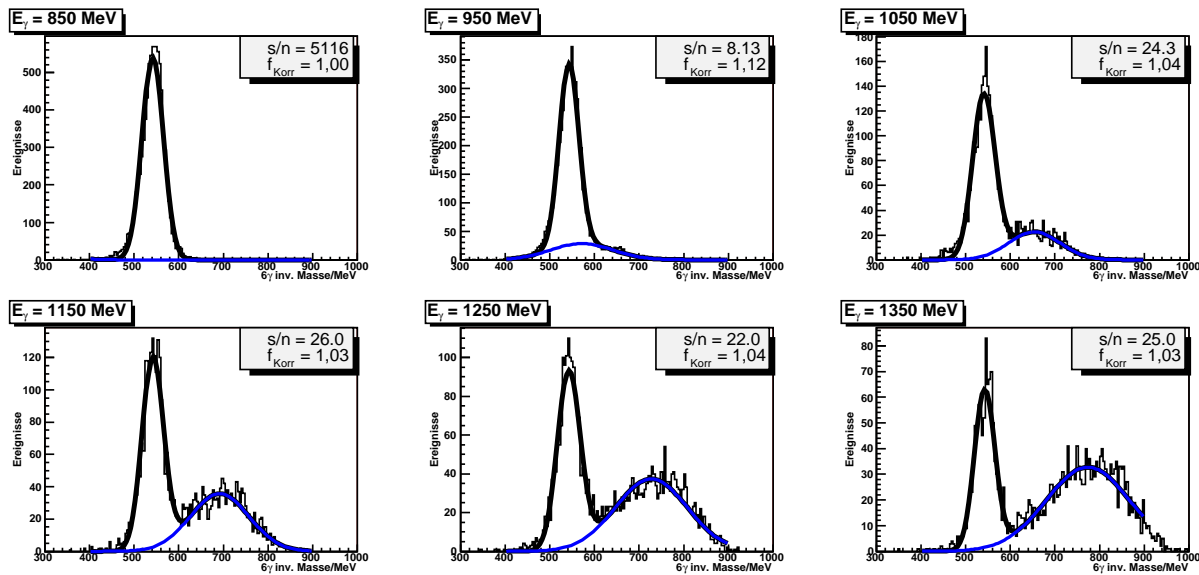 E_γ = 850 MeV
s/n = 5116
f_Korr = 1,00
Ereignisse
500
400
300
200
100
0
300 400 500 600 700 800 900 1000
6γ inv. Masse/MeV
E_γ = 950 MeV
s/n = 8.13
f_Korr = 1,12
Ereignisse
400
350
300
250
200
150
100
50
0
300 400 500 600 700 800 900 1000
6γ inv. Masse/MeV
E_γ = 1050 MeV
s/n = 24.3
f_Korr = 1,04
Ereignisse
180
160
140
120
100
80
60
40
20
0
300 400 500 600 700 800 900 1000
6γ inv. Masse/MeV
E_γ = 1150 MeV
s/n = 26.0
f_Korr = 1,03
Ereignisse
120
100
80
60
40
20
0
300 400 500 600 700 800 900 1000
6γ inv. Masse/MeV
E_γ = 1250 MeV
s/n = 22.0
f_Korr = 1,04
Ereignisse
100
80
60
40
20
0
300 400 500 600 700 800 900 1000
6γ inv. Masse/MeV
E_γ = 1350 MeV
s/n = 25.0
f_Korr = 1,03
Ereignisse
80
70
60
50
40
30
20
10
0
300 400 500 600 700 800 900 1000
6γ inv. Masse/MeV